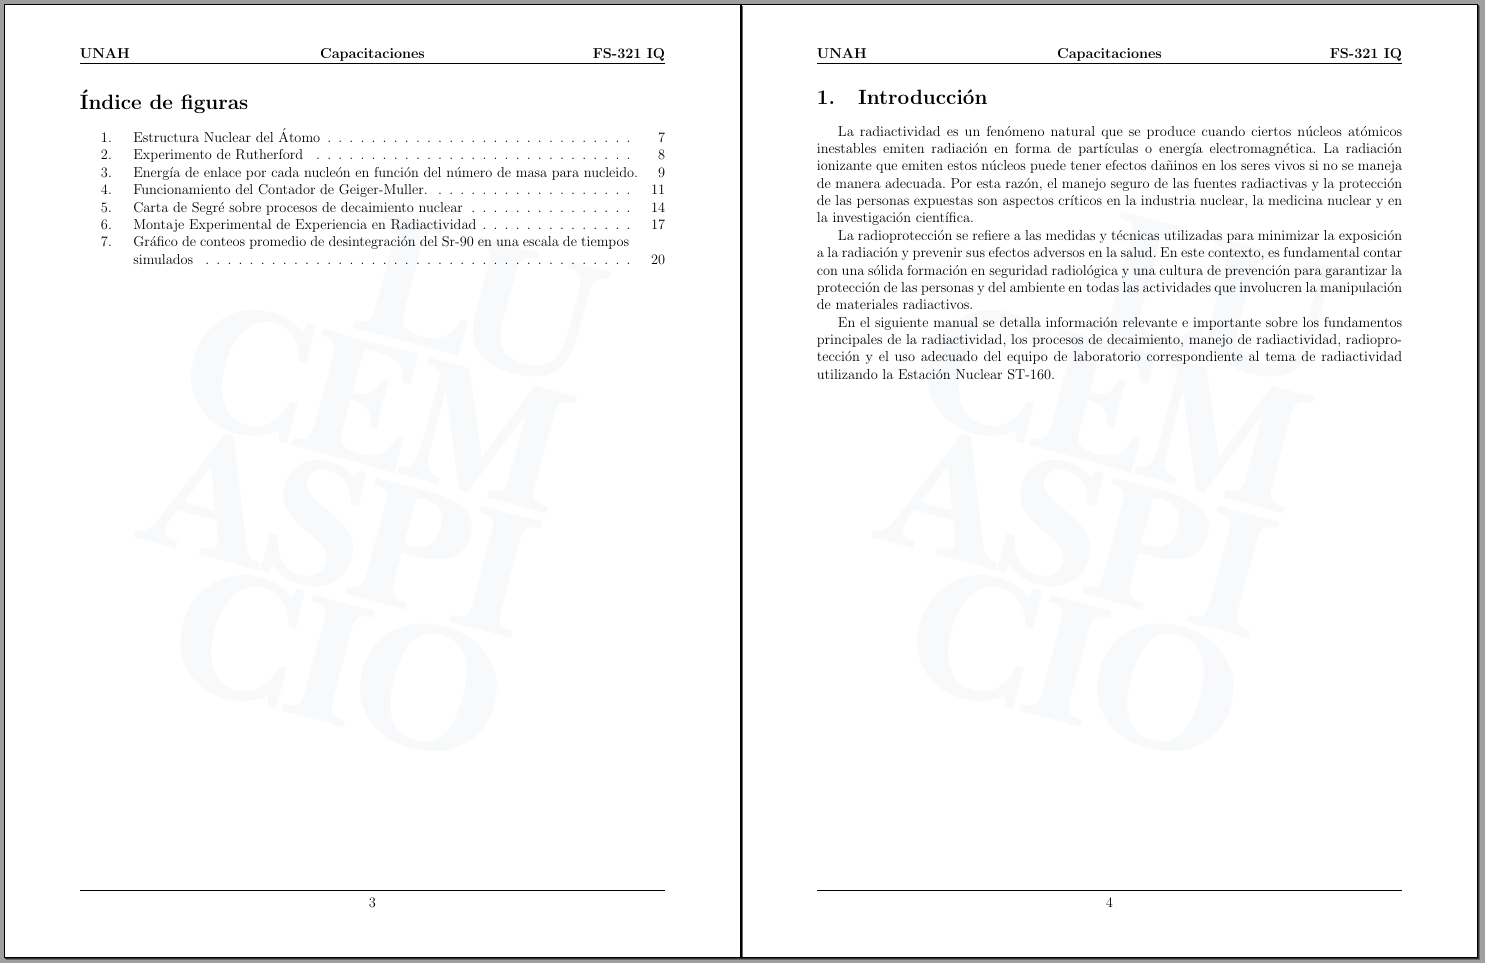 UNAH Capacitaciones FS-321 IQ
Índice de figuras
1. Estructura Nuclear del Átomo . . . . . . . . . . . . . . . . . . . . . . . . . . . . 7
2. Experimento de Rutherford . . . . . . . . . . . . . . . . . . . . . . . . . . . . . 8
3. Energía de enlace por cada nucleón en función del número de masa para nucleido. 9
4. Funcionamiento del Contador de Geiger-Muller. . . . . . . . . . . . . . . . . . . 11
5. Carta de Segré sobre procesos de decaimiento nuclear . . . . . . . . . . . . . . . 14
6. Montaje Experimental de Experiencia en Radiactividad . . . . . . . . . . . . . . 17
7. Gráfico de conteos promedio de desintegración del Sr-90 en una escala de tiempos
simulados . . . . . . . . . . . . . . . . . . . . . . . . . . . . . . . . . . . . . . . 20
LU
CEM
ASPI
CIO
3
UNAH Capacitaciones FS-321 IQ
1. Introducción
La radiactividad es un fenómeno natural que se produce cuando ciertos núcleos atómicos
inestables emiten radiación en forma de partículas o energía electromagnética. La radiación
ionizante que emiten estos núcleos puede tener efectos dañinos en los seres vivos si no se maneja
de manera adecuada. Por esta razón, el manejo seguro de las fuentes radiactivas y la protección
de las personas expuestas son aspectos críticos en la industria nuclear, la medicina nuclear y en
la investigación científica.
La radioprotección se refiere a las medidas y técnicas utilizadas para minimizar la exposición
a la radiación y prevenir sus efectos adversos en la salud. En este contexto, es fundamental contar
con una sólida formación en seguridad radiológica y una cultura de prevención para garantizar la
protección de las personas y del ambiente en todas las actividades que involucren la manipulación
de materiales radiactivos.
En el siguiente manual se detalla información relevante e importante sobre los fundamentos
principales de la radiactividad, los procesos de decaimiento, manejo de radiactividad, radiopro-
tección y el uso adecuado del equipo de laboratorio correspondiente al tema de radiactividad
utilizando la Estación Nuclear ST-160.
LU
CEM
ASPI
CIO
4